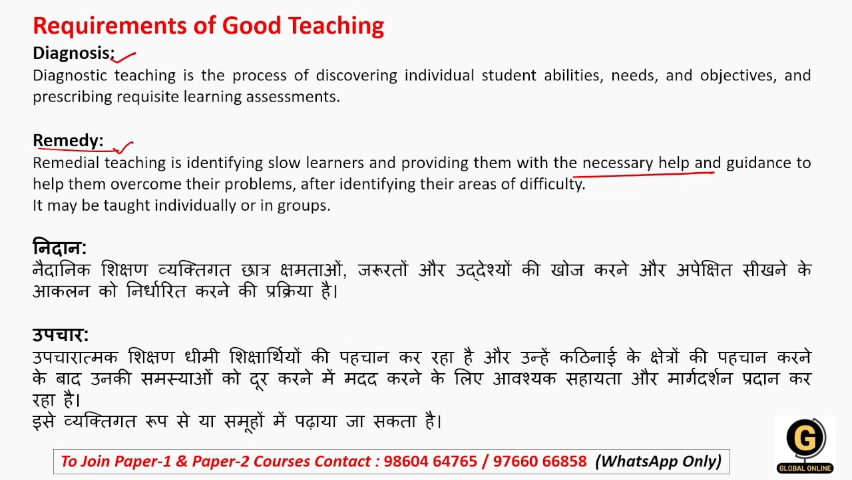 Requirements of Good Teaching
Diagnosis:
Diagnostic teaching is the process of discovering individual student abilities, needs, and objectives, and
prescribing requisite learning assessments.
Remedy:
Remedial teaching is identifying slow learners and providing them with the necessary help and guidance to
help them overcome their problems, after identifying their areas of difficulty.
It may be taught individually or in groups.
निदान:
नैदानिक शिक्षण व्यक्तिगत छात्र क्षमताओं, जरूरतों और उद्देश्यों की खोज करने और अपेक्षित सीखने के
आकलन को निर्धारित करने की प्रक्रिया है।
उपचार:
उपचारात्मक शिक्षण धीमी शिक्षार्थियों की पहचान कर रहा है और उन्हें कठिनाई के क्षेत्रों की पहचान करने
के बाद उनकी समस्याओं को दूर करने में मदद करने के लिए आवश्यक सहायता और मार्गदर्शन प्रदान कर
रहा है।
इसे व्यक्तिगत रूप से या समूहों में पढ़ाया जा सकता है।
To Join Paper-1 & Paper-2 Courses Contact : 98604 64765 / 97660 66858 (WhatsApp Only)
G
GLOBAL ONLINE